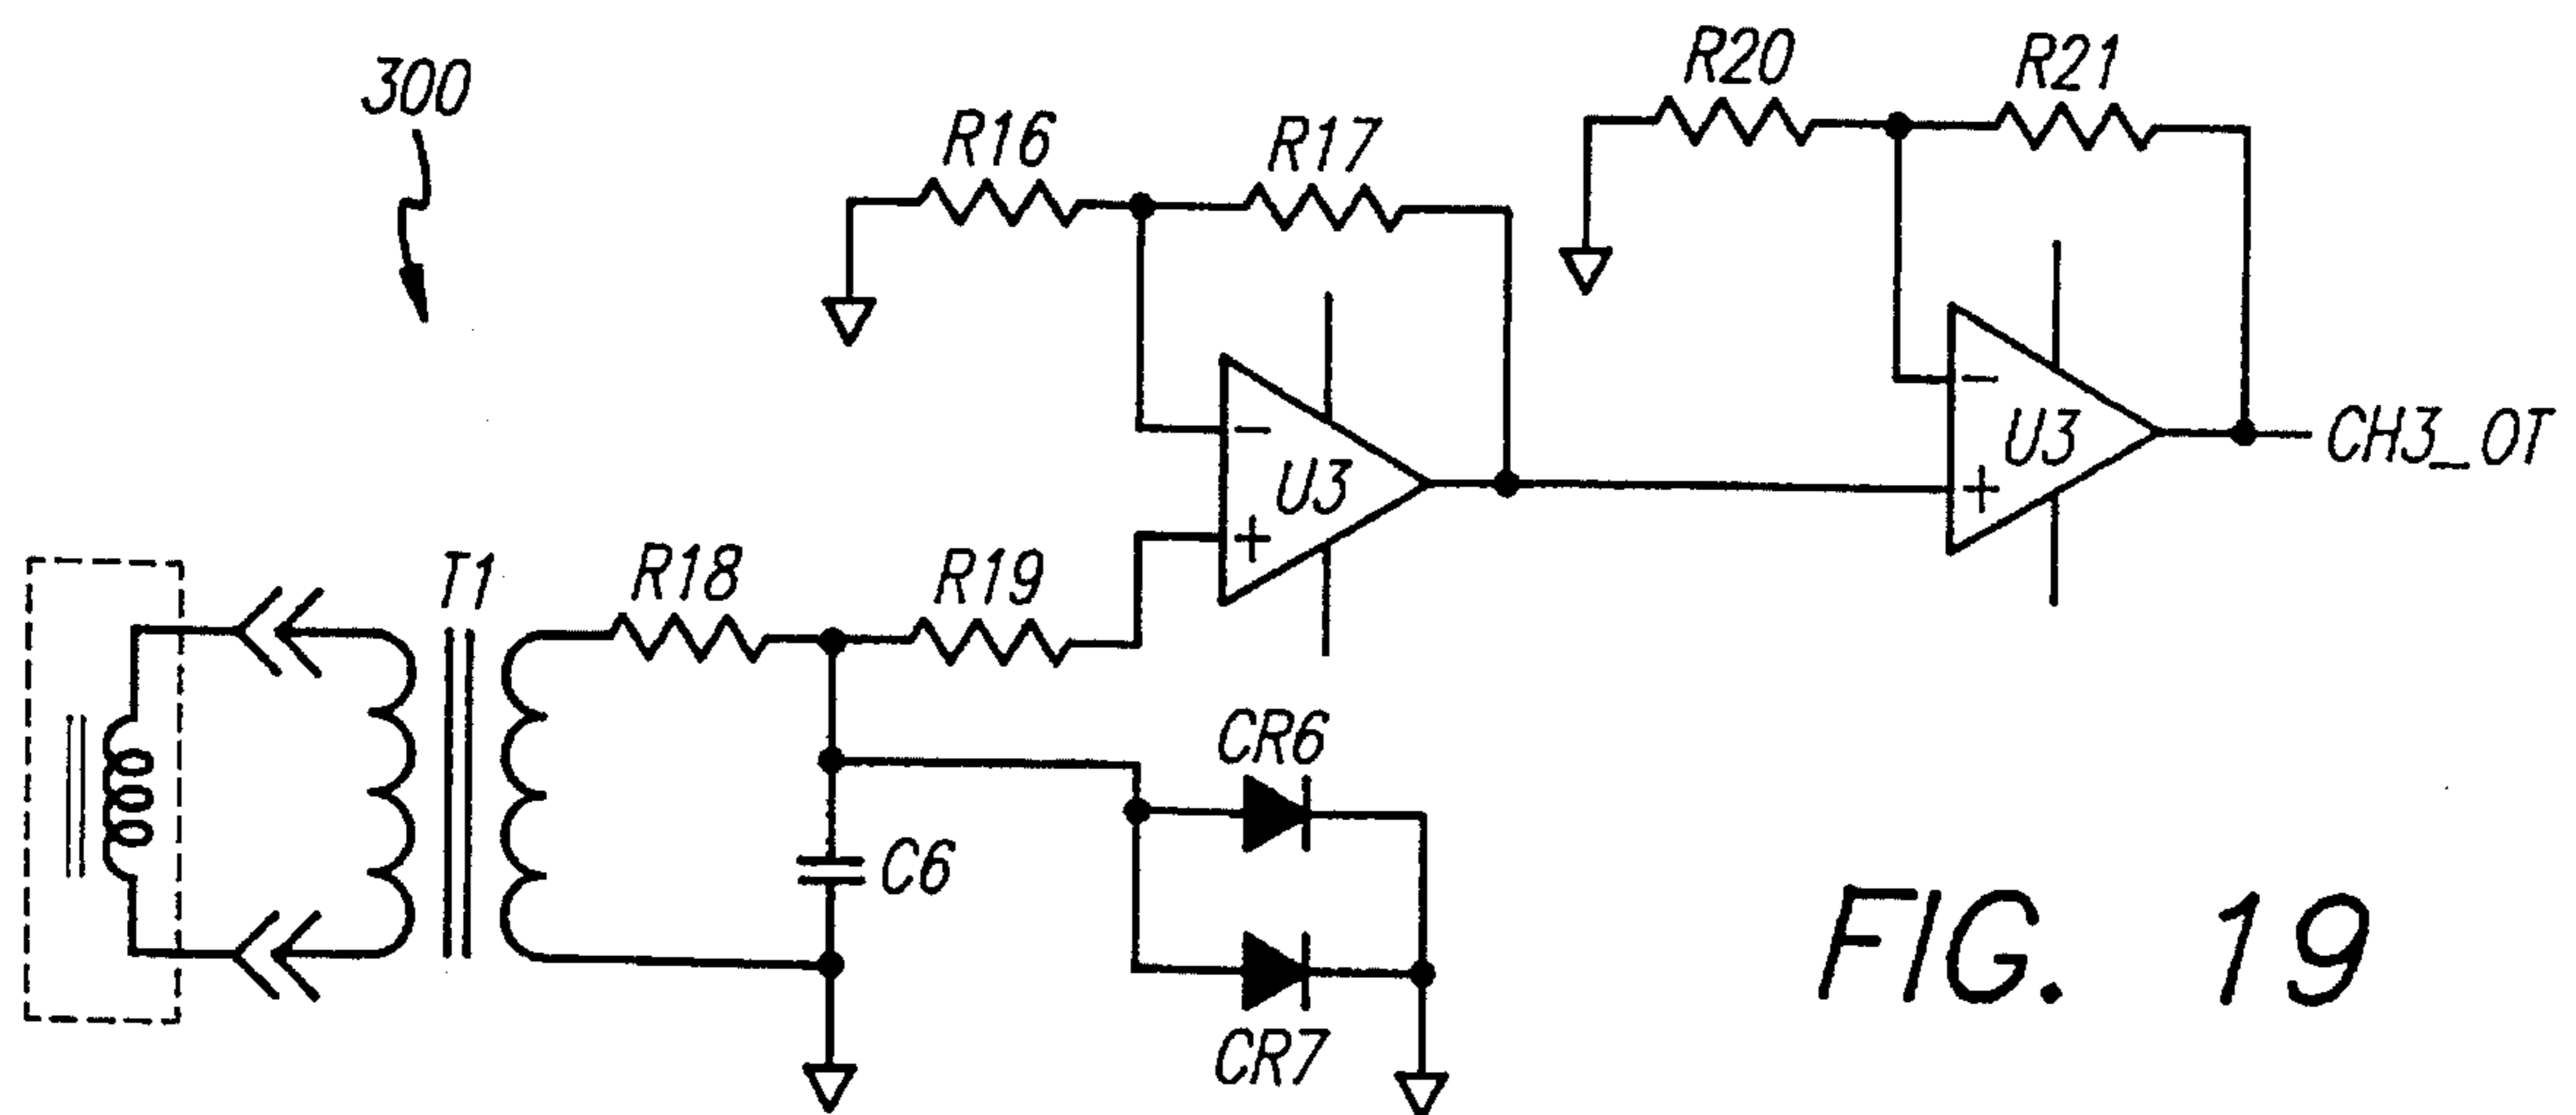 300
R20
R21
R16
R17
U3
U3
CH3_OT
T1
R18
R19
CR6
C6
CR7
FIG. 19